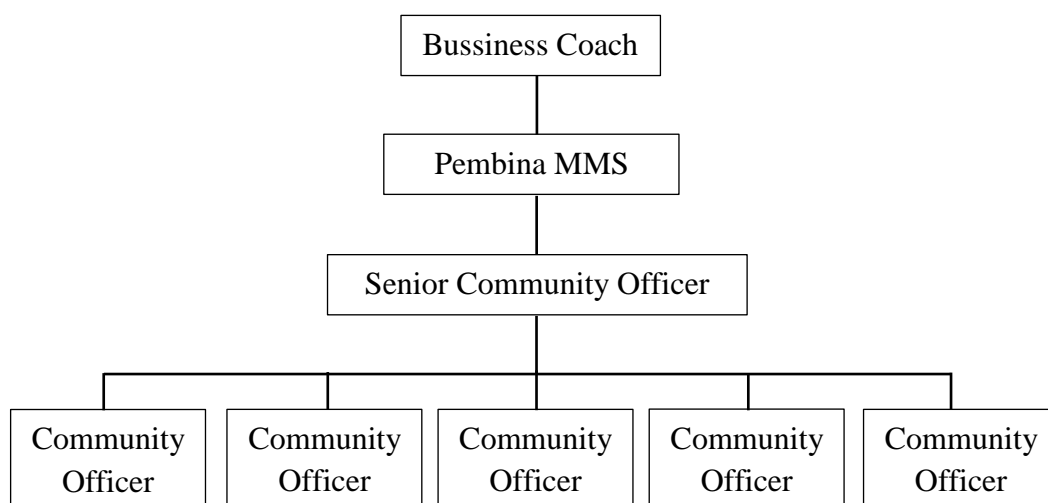 Bussiness Coach
Pembina MMS
Senior Community Officer
Community
Officer
Community
Officer
Community
Officer
Community
Officer
Community
Officer